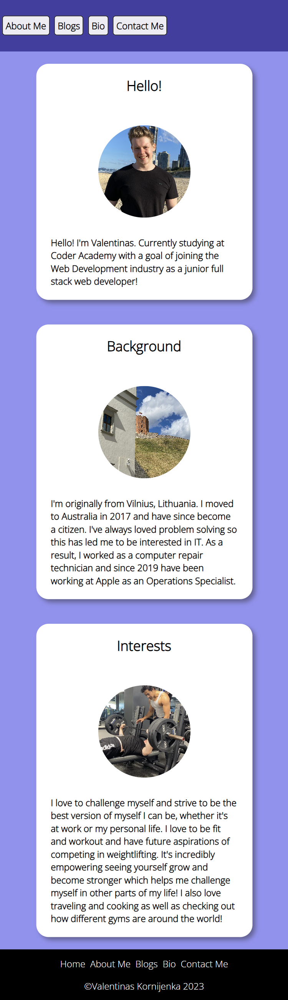 About Me Blogs Bio Contact Me
Hello!
Hello! I'm Valentinas. Currently studying at
Coder Academy with a goal of joining the
Web Development industry as a junior full
stack web developer!
Background
I'm originally from Vilnius, Lithuania. I moved
to Australia in 2017 and have since become
a citizen. I've always loved problem solving so
this has led me to be interested in IT. As a
result, I worked as a computer repair
technician and since 2019 have been
working at Apple as an Operations Specialist.
Interests
adidas
20KG
20KG
I love to challenge myself and strive to be the
best version of myself I can be, whether it's
at work or my personal life. I love to be fit
and workout and have future aspirations of
competing in weightlifting. It's incredibly
empowering seeing yourself grow and
become stronger which helps me challenge
myself in other parts of my life! I also love
traveling and cooking as well as checking out
how different gyms are around the world!
Home About Me Blogs Bio Contact Me
©Valentinas Kornijenka 2023